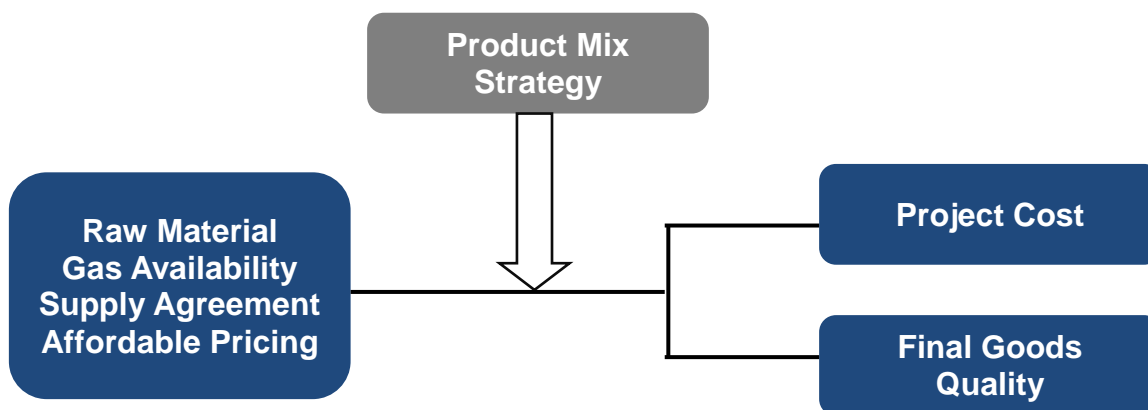 Product Mix
Strategy
Raw Material
Gas Availability
Supply Agreement
Affordable Pricing
Project Cost
Final Goods
Quality